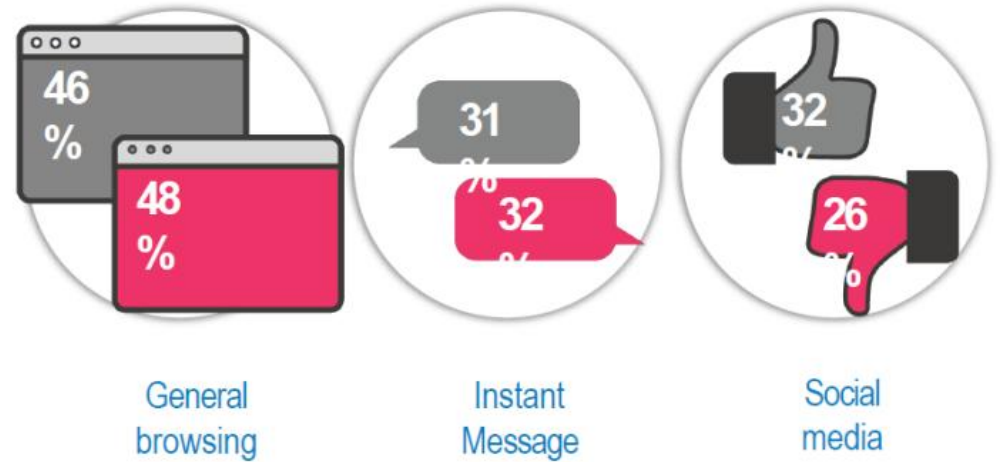 46
%
48
%
31
%
32
%
32
%
26
%
General
browsing
Instant
Message
Social
media